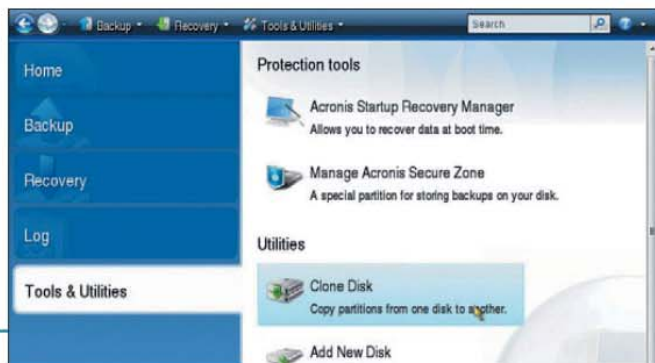 Backup Recovery Tools & Utilities Search
Home
Backup
Recovery
Log
Tools & Utilities
Protection tools
Acronis Startup Recovery Manager
Allows you to recover data at boot time.
Manage Acronis Secure Zone
A special partition for storing backups on your disk.
Utilities
Clone Disk
Copy partitions from one disk to another.
Add New Disk